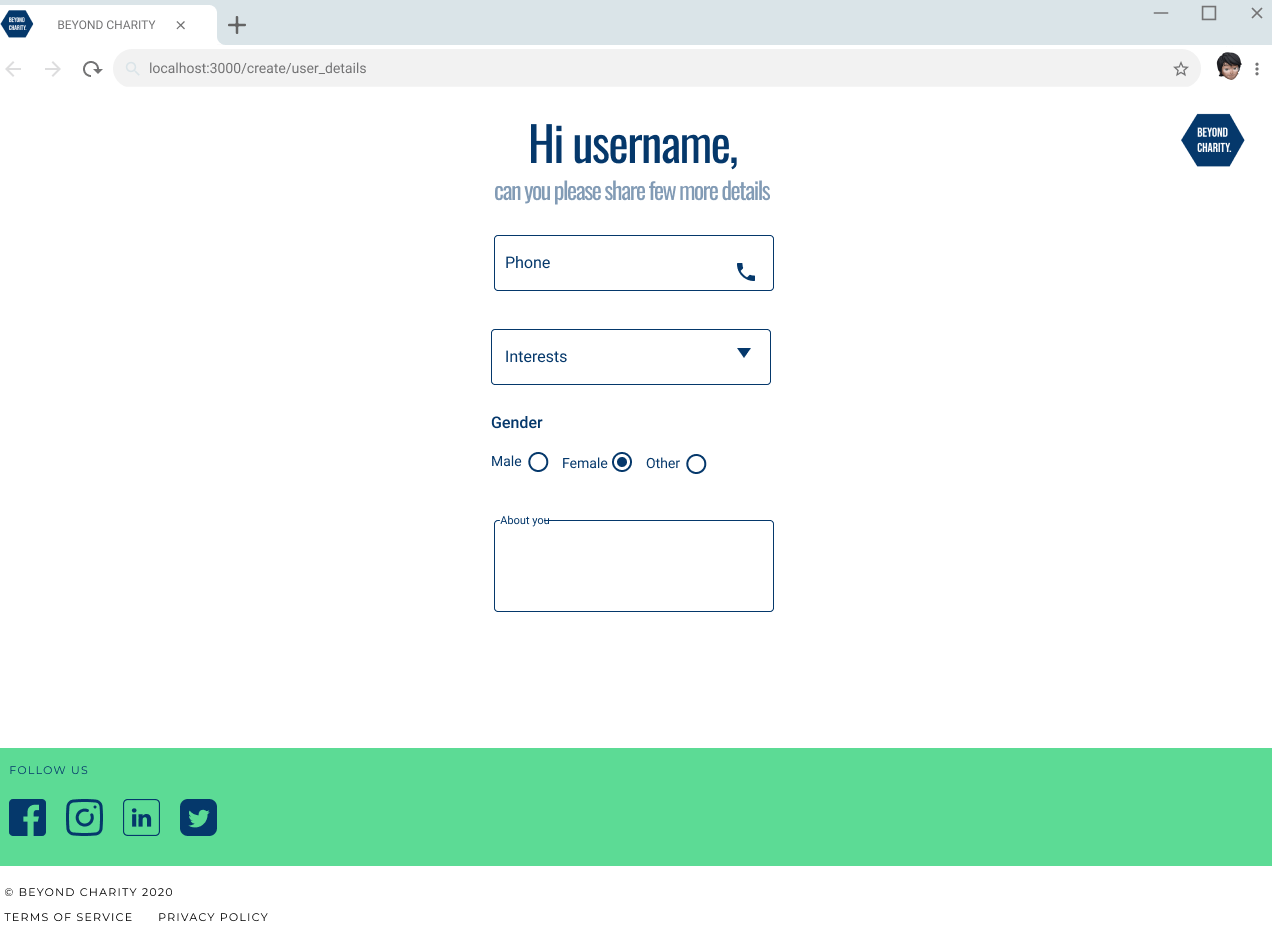 BEYOND
CHARITY.
BEYOND CHARITY
localhost:3000/create/user_details
Hi username,
BEYOND
CHARITY.
can you please share few more details
Phone
Interests
Gender
Male Female Other
About you
FOLLOW US
in
© BEYOND CHARITY 2020
TERMS OF SERVICE PRIVACY POLICY